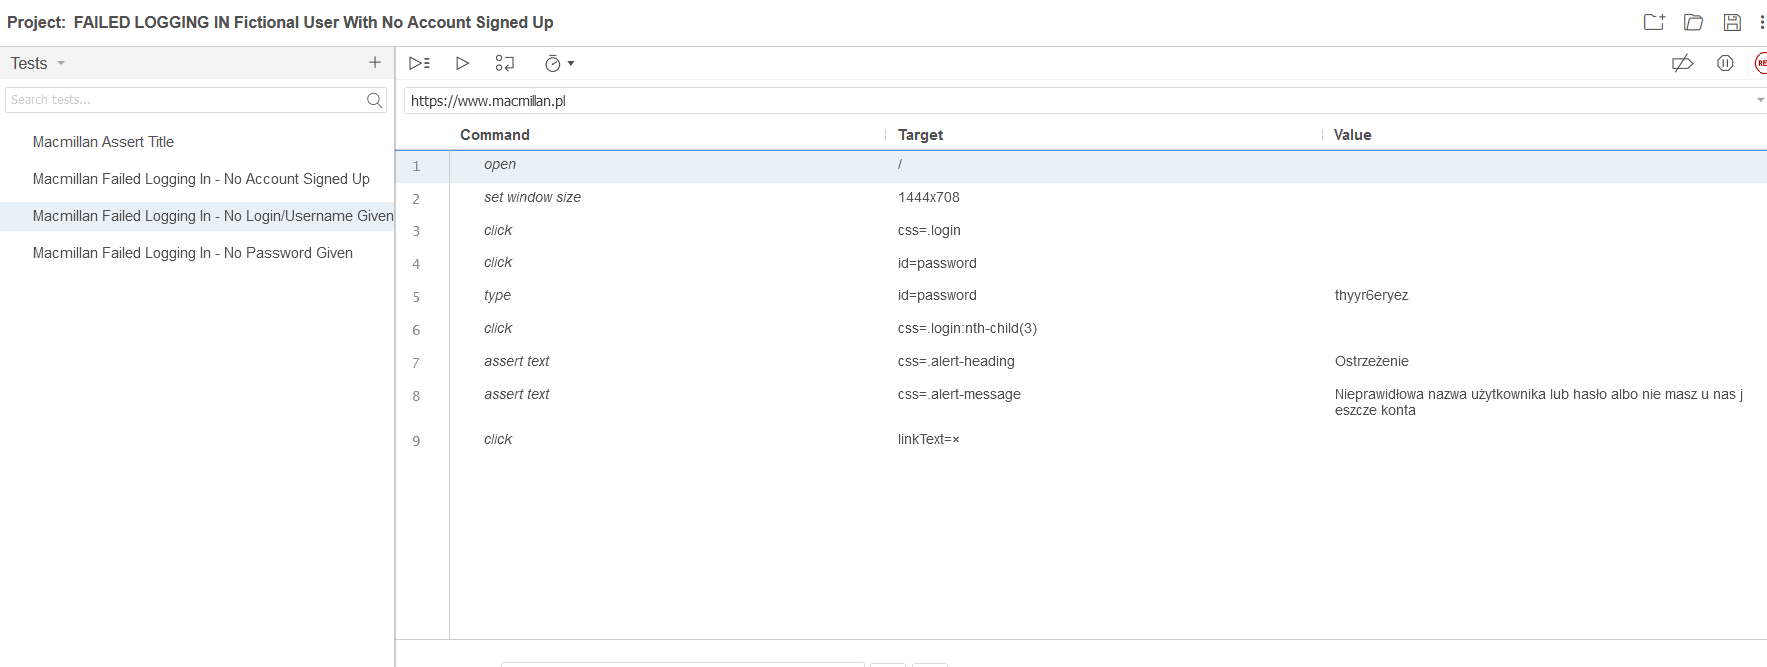 Project: FAILED LOGGING IN Fictional User With No Account Signed Up
Tests
Search tests...
Macmillan Assert Title
Macmillan Failed Logging In - No Account Signed Up
Macmillan Failed Logging In - No Login/Username Given
Macmillan Failed Logging In - No Password Given
RE
https://www.macmillan.pl
Command Target Value
1 open /
2 set window size 1444x708
3 click css=.login
4 click id=password
5 type id=password thyyr6eryez
6 click css=.login:nth-child(3)
7 assert text css=.alert-heading Ostrzeżenie
8 assert text css=.alert-message Nieprawidłowa nazwa użytkownika lub hasło albo nie masz u nas j
eszcze konta
9 click linkText=×